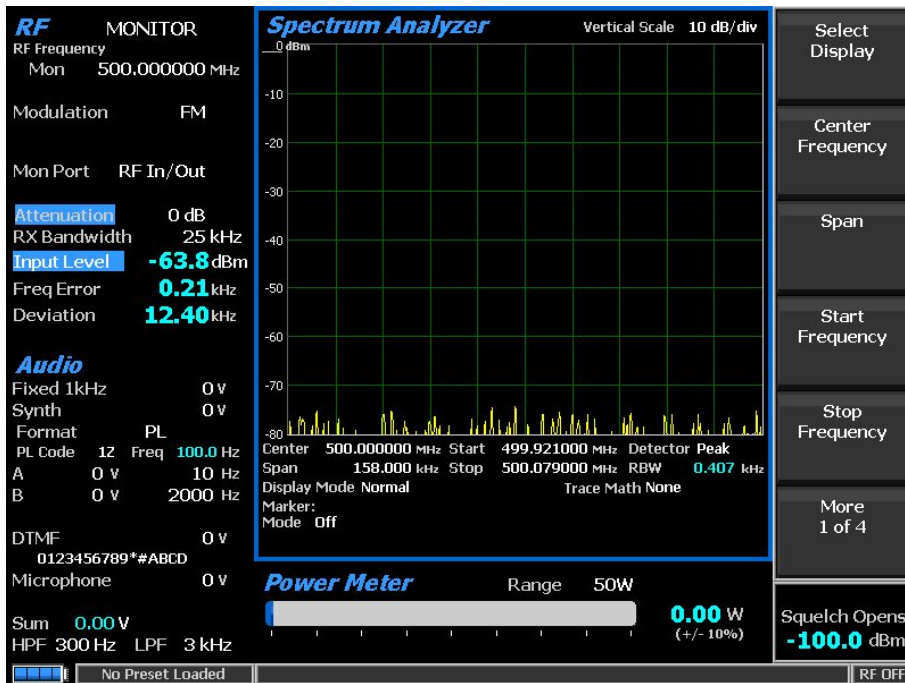 RF MONITOR
RF Frequency
Mon 500.000000 MHz
Modulation FM
Mon Port RF In/Out
Attenuation 0 dB
RX Bandwidth 25 kHz
Input Level -63.8 dBm
Freq Error 0.21 kHz
Deviation 12.40 kHz
Audio
Fixed 1kHz 0 V
Synth 0 V
Format PL
PL Code 1Z Freq 100.0 Hz
A 0 V 10 Hz
B 0 V 2000 Hz
DTMF 0 V
0123456789*#ABCD
Microphone 0 V
Sum 0.00 V
HPF 300 Hz LPF 3 kHz
Spectrum Analyzer Vertical Scale 10 dB/div
0 dBm
-10
-20
-30
-40
-50
-60
-70
-80
Center 500.000000 MHz Start 499.921000 MHz Detector Peak
Span 158.000 kHz Stop 500.079000 MHz RBW 0.407 kHz
Display Mode Normal Trace Math None
Marker:
Mode Off
Power Meter Range 50W
0.00 W
(+/- 10%)
Select
Display
Center
Frequency
Span
Start
Frequency
Stop
Frequency
More
1 of 4
Squelch Opens
-100.0 dBm
No Preset Loaded
RF OFF